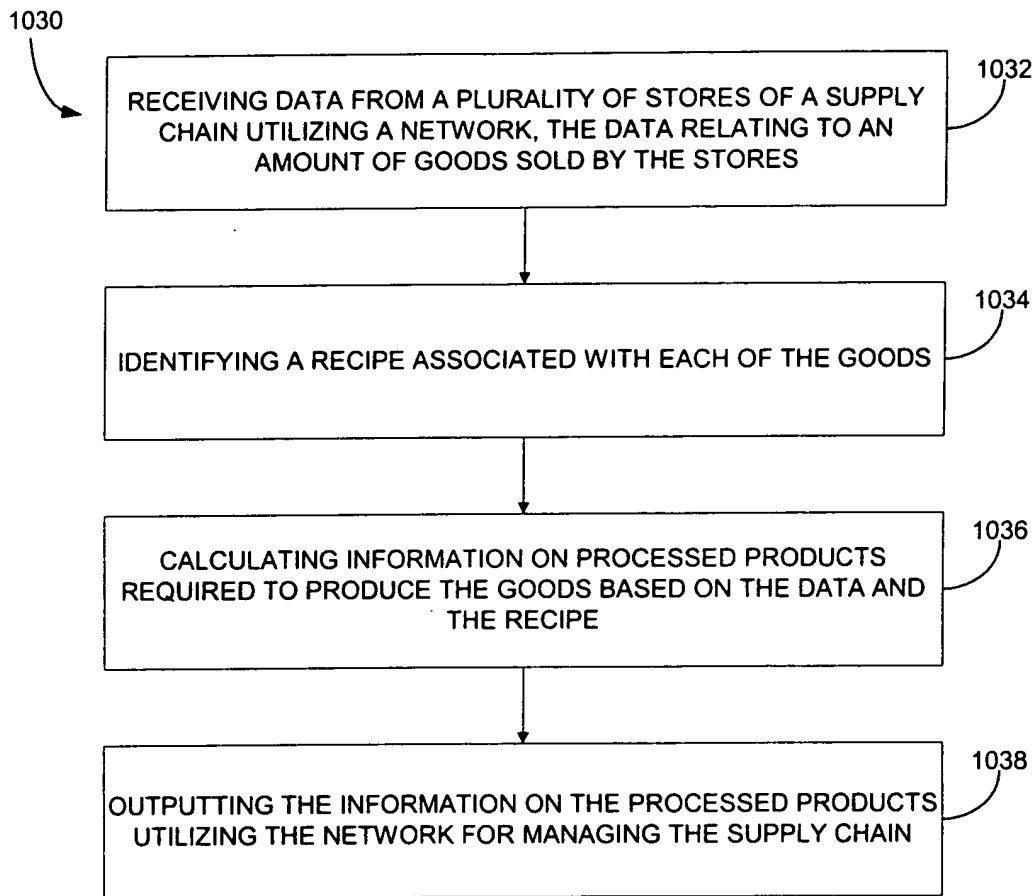 1030
1032
RECEIVING DATA FROM A PLURALITY OF STORES OF A SUPPLY
CHAIN UTILIZING A NETWORK, THE DATA RELATING TO AN
AMOUNT OF GOODS SOLD BY THE STORES
1034
IDENTIFYING A RECIPE ASSOCIATED WITH EACH OF THE GOODS
1036
CALCULATING INFORMATION ON PROCESSED PRODUCTS
REQUIRED TO PRODUCE THE GOODS BASED ON THE DATA AND
THE RECIPE
1038
OUTPUTTING THE INFORMATION ON THE PROCESSED PRODUCTS
UTILIZING THE NETWORK FOR MANAGING THE SUPPLY CHAIN